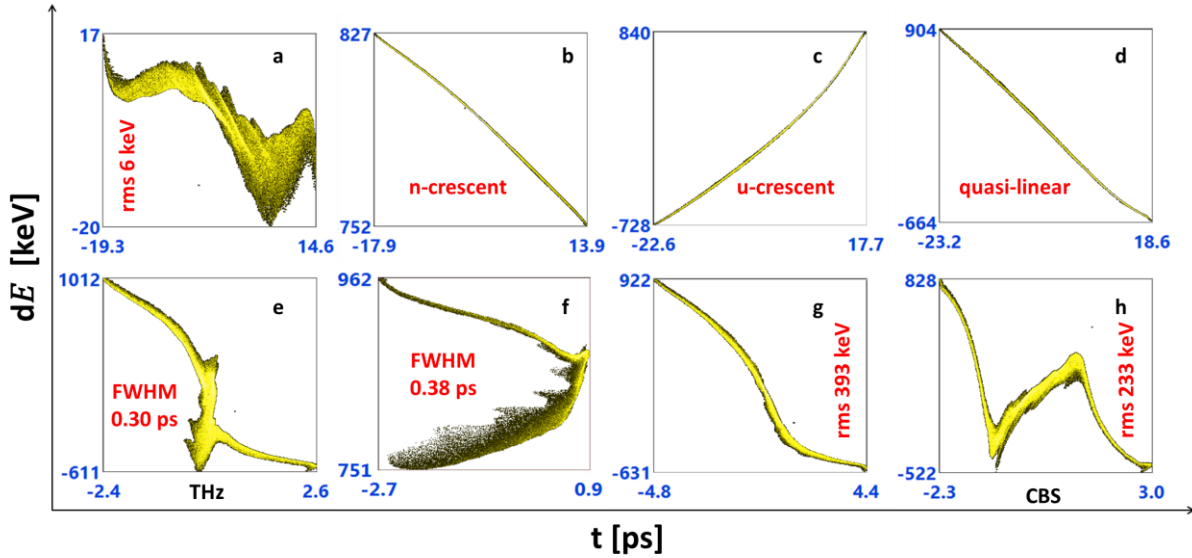 dE [keV]
17
a
rms 6 keV
-20
-19.3 14.6
827
b
n-crescent
752
-17.9 13.9
840
c
u-crescent
-728
-22.6 17.7
904
d
quasi-linear
-664
-23.2 18.6
1012
e
FWHM
0.30 ps
-611
-2.4 THz 2.6
962
f
FWHM
0.38 ps
751
-2.7 0.9
922
g
rms 393 keV
-631
-4.8 4.4
828
h
rms 233 keV
-522
-2.3 CBS 3.0
t [ps]